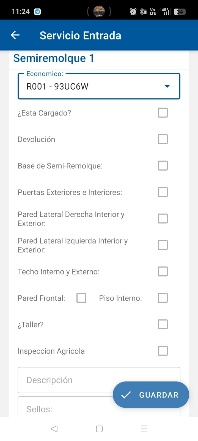 11:24
Servicio Entrada
Semiremolque 1
Economico:
R001 - 93UC6W
¿Esta Cargado?
Devolución
Base de Semi-Remolque:
Puertas Exteriores e Interiores:
Pared Lateral Derecha Interior y
Exterior:
Pared Lateral Izquierda Interior y
Exterior:
Techo Interno y Externo:
Pared Frontal: Piso Interno:
¿Taller?
Inspeccion Agricola
Descripción
GUARDAR
Sellos: